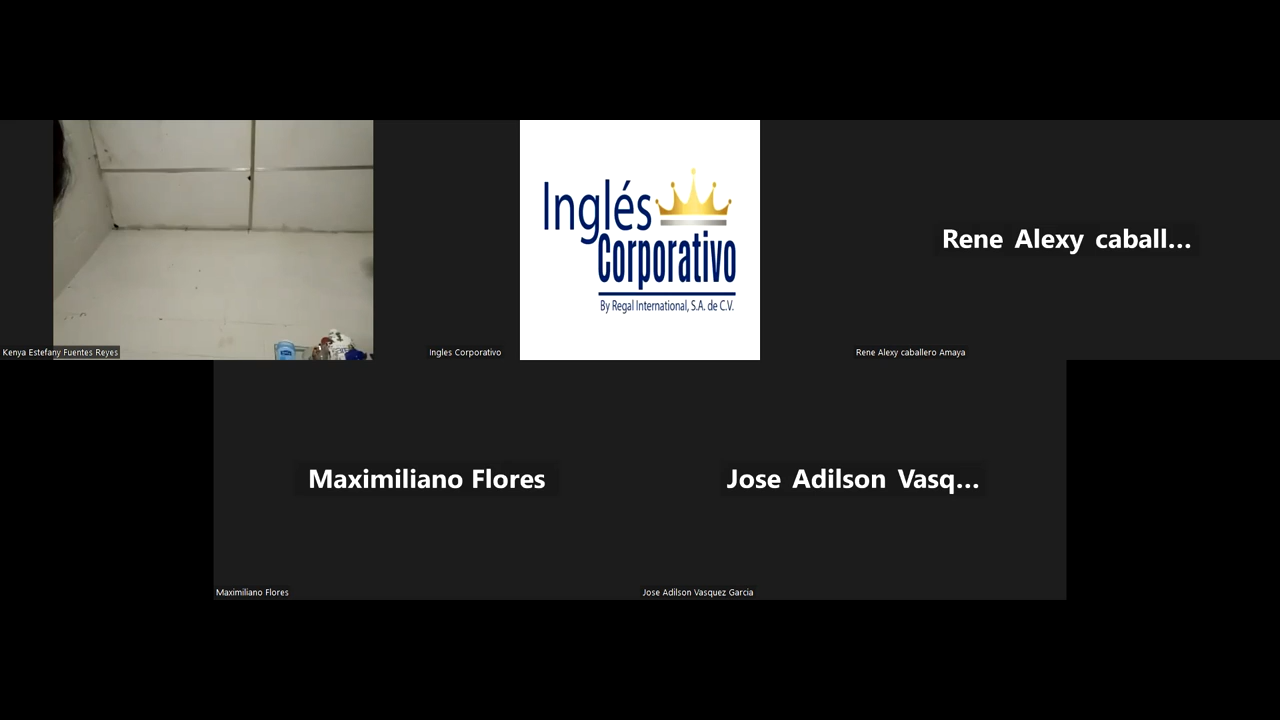 Kenya Estefany Fuentes Reyes
Inglés
Corporativo
By Regal International, S.A. de C.V.
Ingles Corporativo
Rene Alexy caball...
Rene Alexy caballero Amaya
Maximiliano Flores
Maximiliano Flores
Jose Adilson Vasq...
Jose Adilson Vasquez Garcia